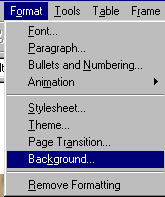 Format Tools Table Frame
Font...
Paragraph...
Bullets and Numbering...
Animation
Stylesheet...
Theme...
Page Transition...
Background...
Remove Formatting